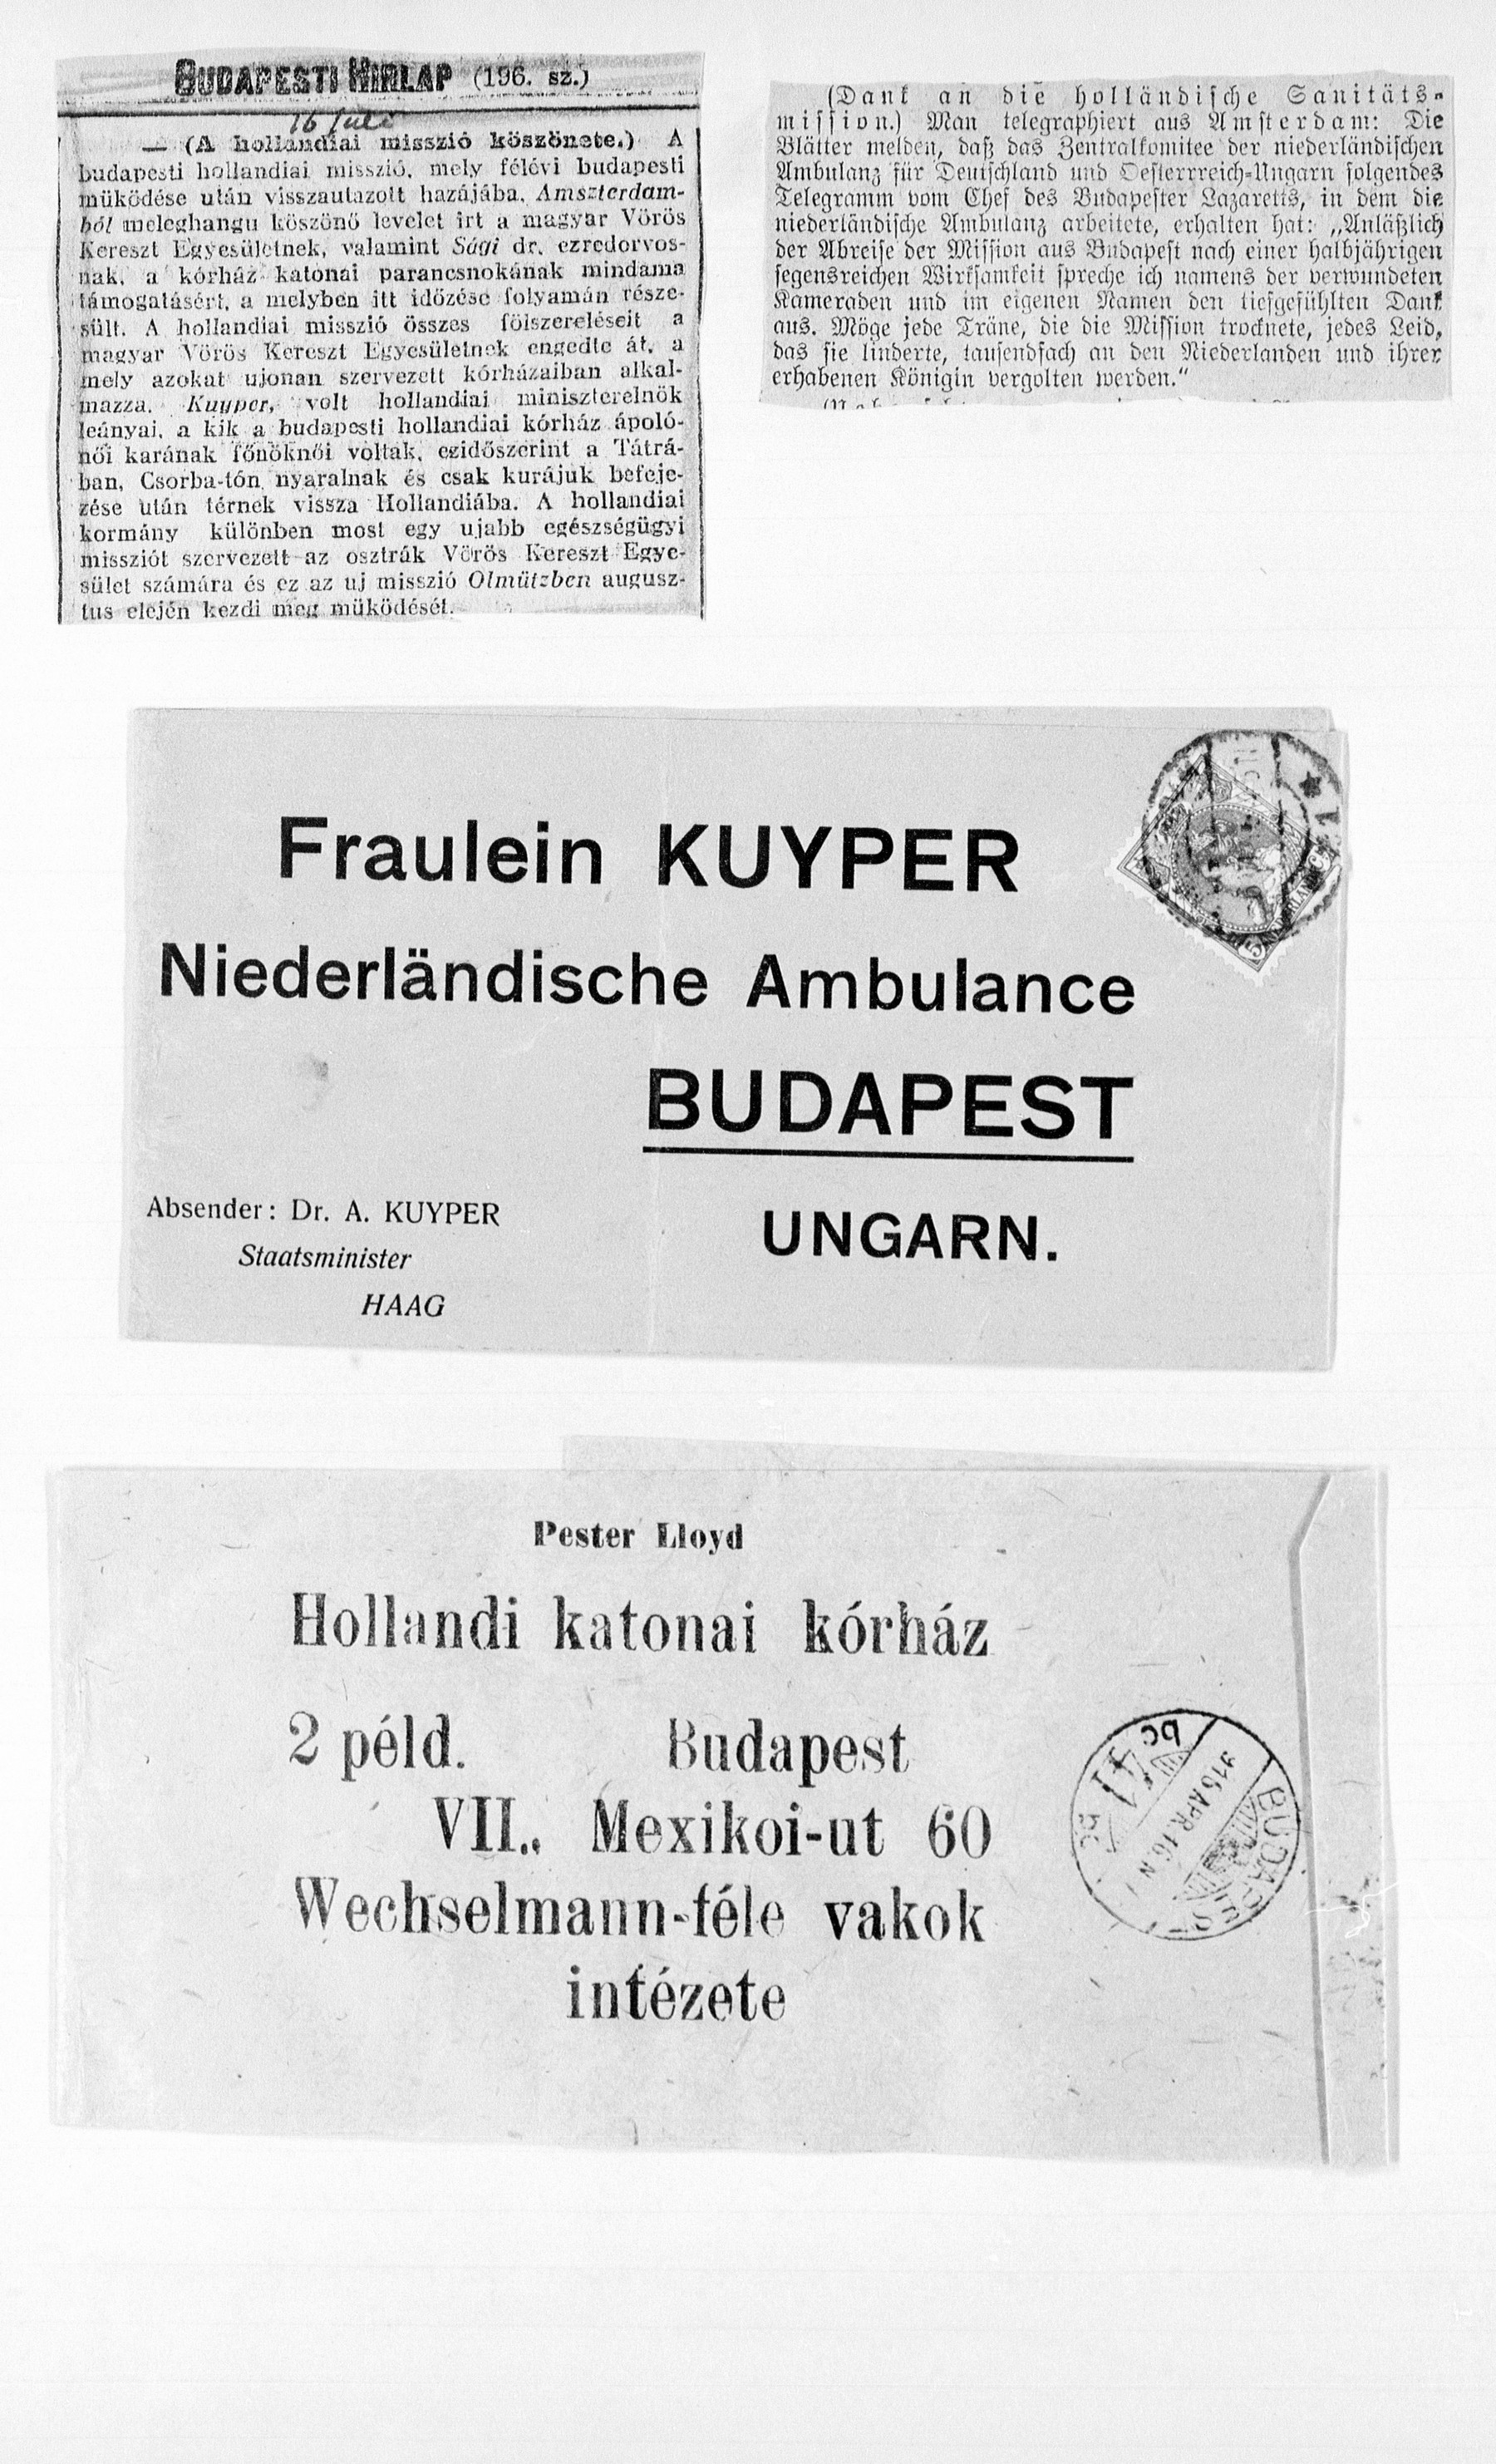 BUDAPESTI HIRLAP (196. sz.)
16 Juli
— (A hollandiai misszió köszönete.) A
budapesti hollandiai misszió, mely félévi budapesti
müködése után visszautazott hazájába, Amszterdam-
ból meleghangu köszönő levelet irt a magyar Vörös
Kereszt Egyesületnek, valamint Sági dr. ezredorvos-
nak, a kórház katonai parancsnokának mindama
támogatásért, a melyben itt időzése folyamán része-
sült. A hollandiai misszió összes fölszereléseit a
magyar Vörös Kereszt Egyesületnek engedte át, a
mely azokat ujonan szervezett kórházaiban alkal-
mazza. Kuyper, volt hollandiai miniszterelnök
leányai, a kik a budapesti hollandiai kórház ápoló-
női karának főnöknői voltak, ezidőszerint a Tátrá-
ban, Csorba-tón nyaralnak és csak kurájuk befeje-
zése után térnek vissza Hollandiába. A hollandiai
kormány különben most egy ujabb egészségügyi
missziót szervezett az osztrák Vörös Kereszt Egye-
sület számára és ez az uj misszió Olmützben augusz-
tus elején kezdi meg müködését.
(Dank an die holländische Sanitäts-
mission.) Man telegraphiert aus Amsterdam: Die
Blätter melden, daß das Zentralkomitee der niederländischen
Ambulanz für Deutschland und Oesterreich-Ungarn folgendes
Telegramm vom Chef des Budapester Lazaretts, in dem die
niederländische Ambulanz arbeitete, erhalten hat: „Anläßlich
der Abreise der Mission aus Budapest nach einer halbjährigen
segensreichen Wirksamkeit spreche ich namens der verwundeten
Kameraden und im eigenen Namen den tiefgefühlten Dank
aus. Möge jede Träne, die die Mission trocknete, jedes Leid,
das sie linderte, tausendfach an den Niederlanden und ihrer
erhabenen Königin vergolten werden.“
Fraulein KUYPER
Niederländische Ambulance
BUDAPEST
UNGARN.
Absender: Dr. A. KUYPER
Staatsminister
HAAG
Pester Lloyd
Hollandi katonai kórház
2 péld. Budapest
VII., Mexikoi-ut 60
Wechselmann-féle vakok
intézete
BUDAPEST
916 APR 16